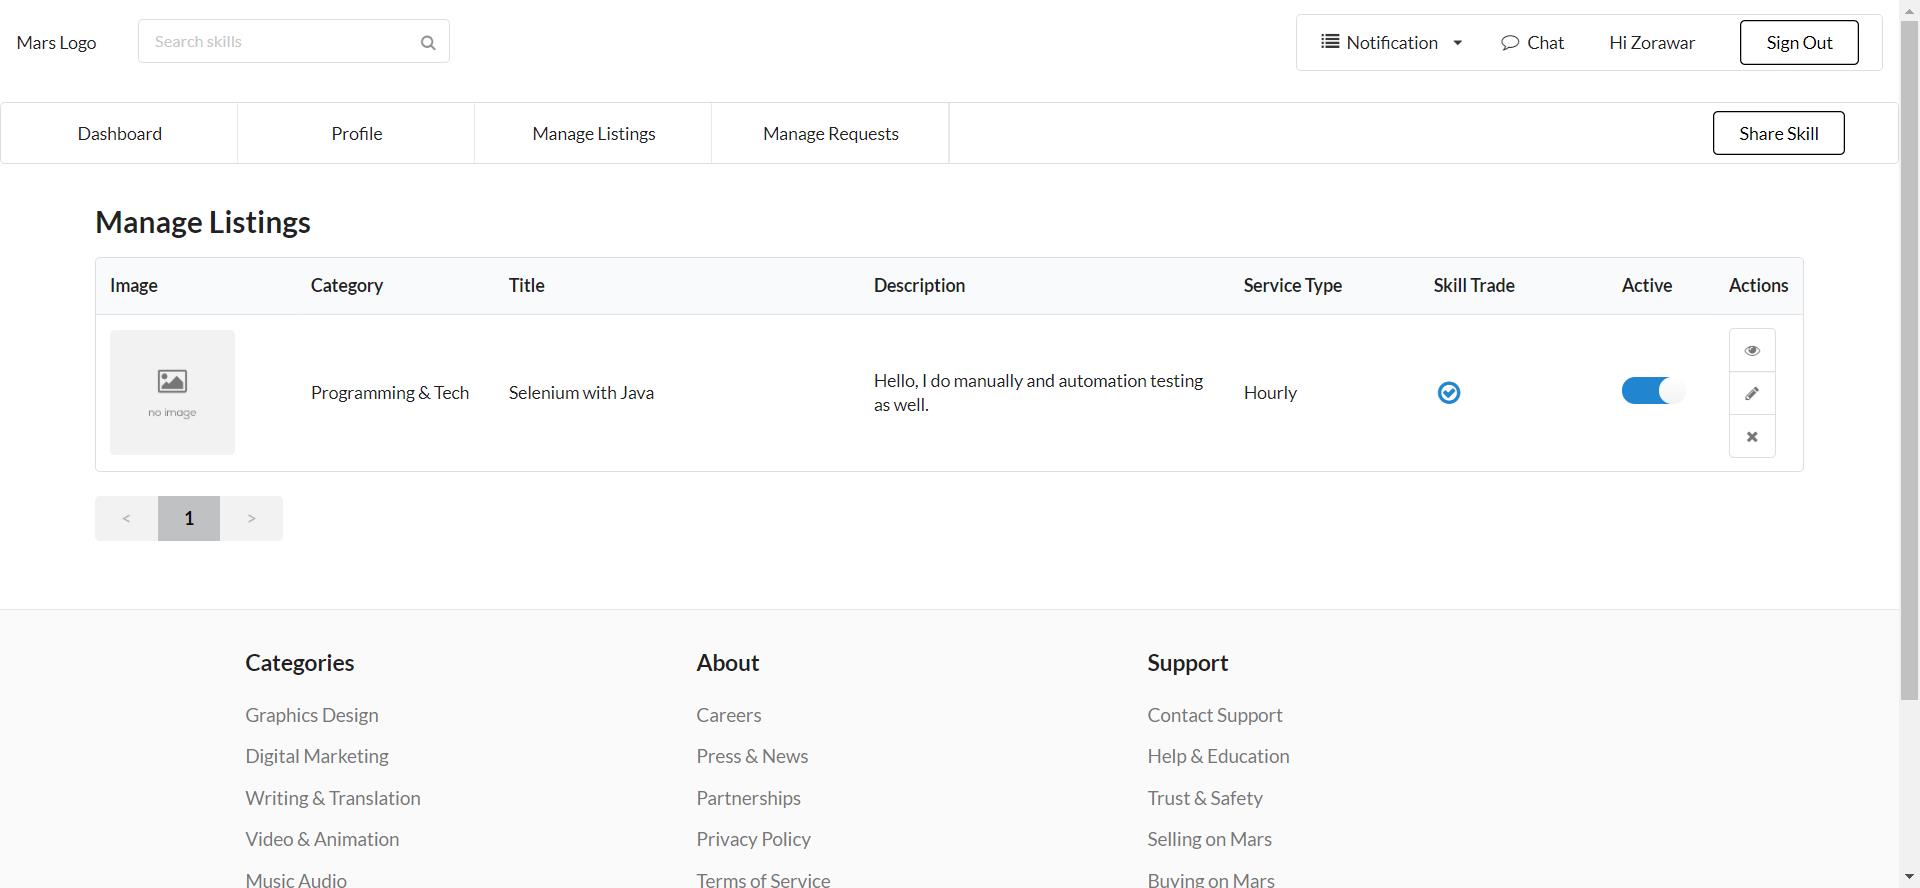 Mars Logo
Search skills
Notification
Chat
Hi Zorawar
Sign Out
Dashboard
Profile
Manage Listings
Manage Requests
Share Skill
Manage Listings
Image
Category
Title
Description
Service Type
Skill Trade
Active
Actions
no image
Programming & Tech
Selenium with Java
Hello, I do manually and automation testing
as well.
Hourly
< 1 >
Categories
Graphics Design
Digital Marketing
Writing & Translation
Video & Animation
Music Audio
About
Careers
Press & News
Partnerships
Privacy Policy
Terms of Service
Support
Contact Support
Help & Education
Trust & Safety
Selling on Mars
Buying on Mars